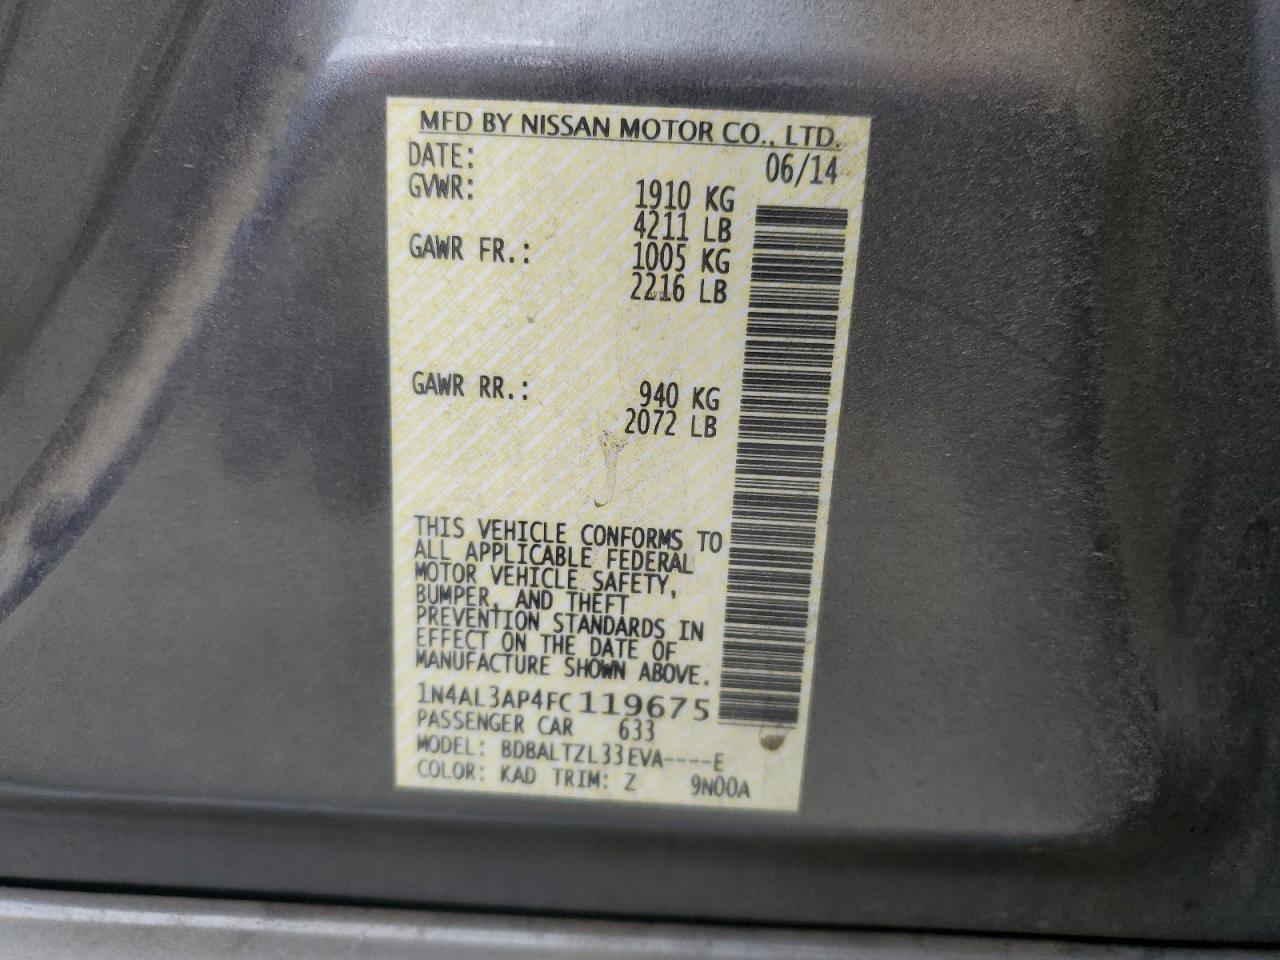 MFD BY NISSAN MOTOR CO., LTD.
DATE: 06/14
GVWR: 1910 KG
4211 LB
GAWR FR.: 1005 KG
2216 LB
GAWR RR.: 940 KG
2072 LB
THIS VEHICLE CONFORMS TO
ALL APPLICABLE FEDERAL
MOTOR VEHICLE SAFETY,
BUMPER, AND THEFT
PREVENTION STANDARDS IN
EFFECT ON THE DATE OF
MANUFACTURE SHOWN ABOVE.
1N4AL3AP4FC119675
PASSENGER CAR 633
MODEL: BDBALTZL33EVA----E
COLOR: KAD TRIM: Z 9N00A